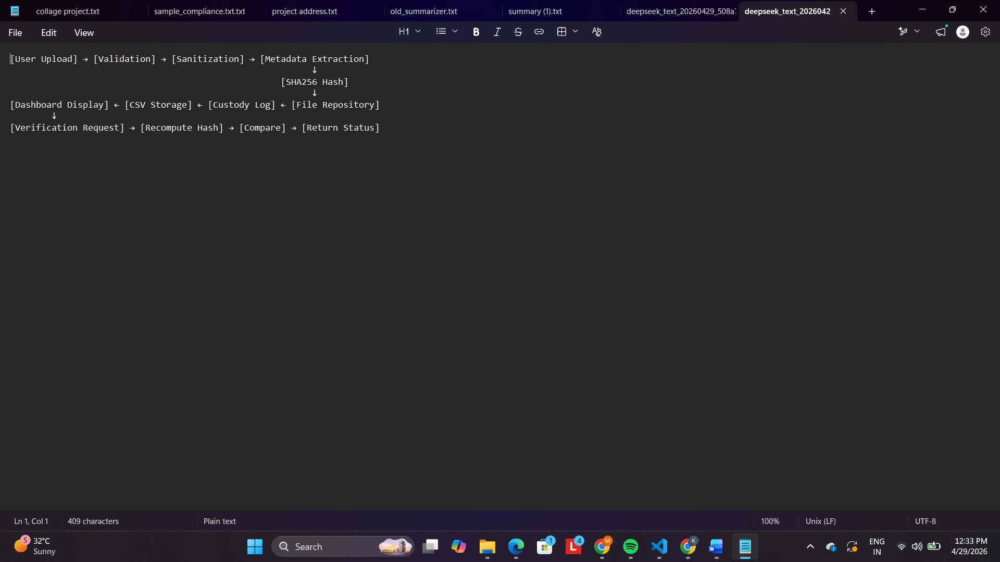 collage project.txt
sample_compliance.txt.txt
project address.txt
old_summarizer.txt
summary (1).txt
deepseek_text_20260429_508a7
deepseek_text_2026042
File
Edit
View
H1
[User Upload] → [Validation] → [Sanitization] → [Metadata Extraction]
↓
[SHA256 Hash]
↓
[Dashboard Display] ← [CSV Storage] ← [Custody Log] ← [File Repository]
↓
[Verification Request] → [Recompute Hash] → [Compare] → [Return Status]
Ln 1, Col 1
409 characters
Plain text
100%
Unix (LF)
UTF-8
5
32°C
Sunny
Search
1
L
4
M
K
W
ENG
IN
12:33 PM
4/29/2026